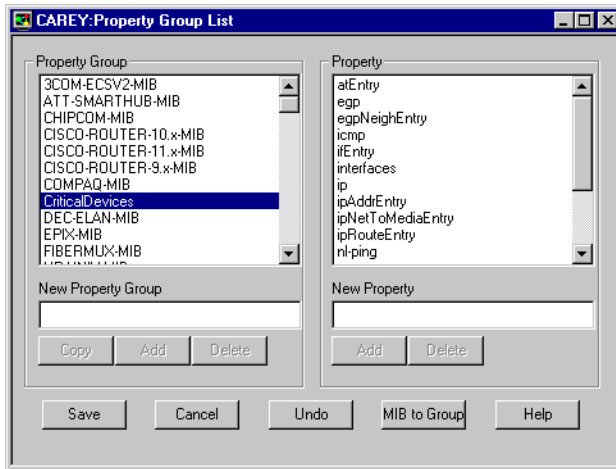 CAREY:Property Group List
Property Group
3COM-ECSV2-MIB
ATT-SMARTHUB-MIB
CHIPCOM-MIB
CISCO-ROUTER-10.x-MIB
CISCO-ROUTER-11.x-MIB
CISCO-ROUTER-9.x-MIB
COMPAQ-MIB
CriticalDevices
DEC-ELAN-MIB
EPIX-MIB
FIBERMUX-MIB
New Property Group
Copy Add Delete
Property
atEntry
egp
egpNeighEntry
icmp
ifEntry
interfaces
ip
ipAddrEntry
ipNetToMediaEntry
ipRouteEntry
nl-ping
New Property
Add Delete
Save Cancel Undo MIB to Group Help